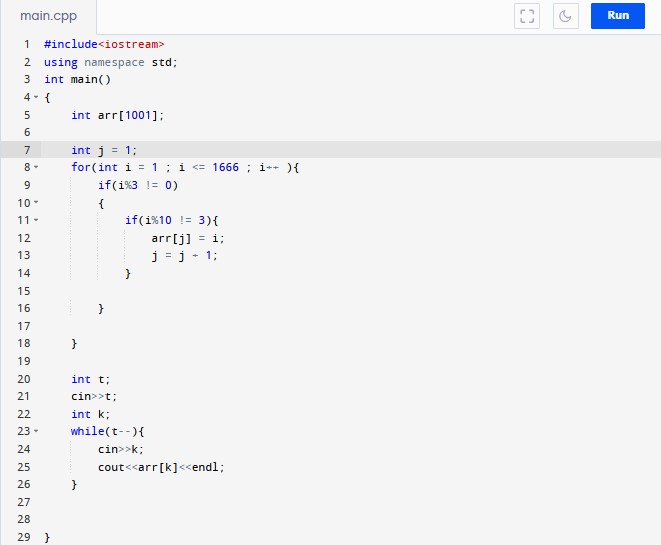 main.cpp
Run
1 #include<iostream>
2 using namespace std;
3 int main()
4 {
5 int arr[1001];
6
7 int j = 1;
8 for(int i = 1 ; i <= 1666 ; i++ ){
9 if(i%3 != 0)
10 {
11 if(i%10 != 3){
12 arr[j] = i;
13 j = j + 1;
14 }
15
16 }
17
18 }
19
20 int t;
21 cin>>t;
22 int k;
23 while(t--){
24 cin>>k;
25 cout<<arr[k]<<endl;
26 }
27
28
29 }